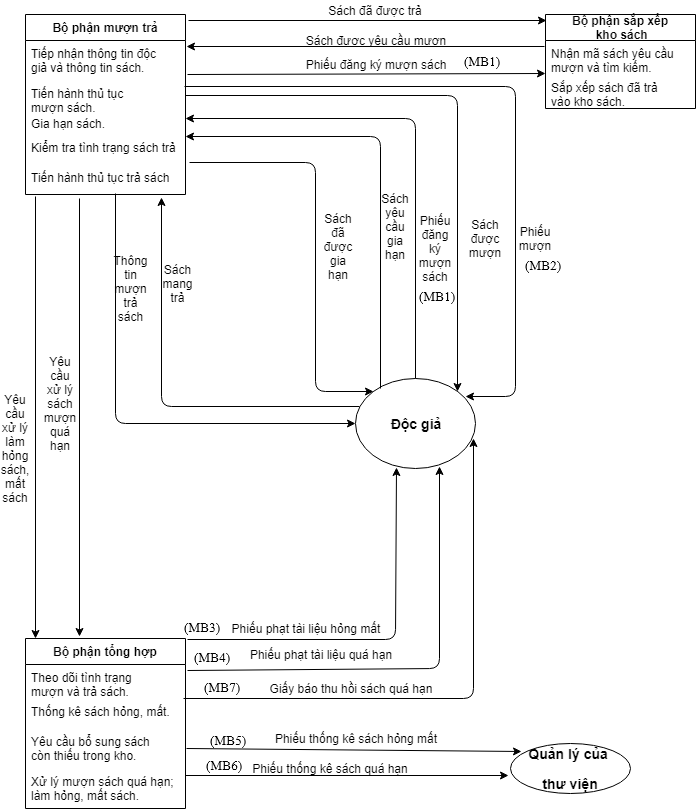 Bộ phận mượn trả
Tiếp nhận thông tin độc
giả và thông tin sách.
Tiến hành thủ tục
mượn sách.
Gia hạn sách.
Kiểm tra tình trạng sách trả
Tiến hành thủ tục trả sách
Sách đã được trả
Sách được yêu cầu mượn
Phiếu đăng ký mượn sách (MB1)
Bộ phận sắp xếp
kho sách
Nhận mã sách yêu cầu
mượn và tìm kiếm.
Sắp xếp sách đã trả
vào kho sách.
Thông
tin
mượn
trả
sách
Sách
mang
trả
Sách
đã
được
gia
hạn
Sách
yêu
cầu
gia
hạn
Phiếu
đăng
ký
mượn
sách
(MB1)
Sách
được
mượn
Phiếu
mượn
(MB2)
Yêu
cầu
xử lý
làm
hỏng
sách,
mất
sách
Yêu
cầu
xử lý
sách
mượn
quá
hạn
Độc giả
Bộ phận tổng hợp
Theo dõi tình trạng
mượn và trả sách.
Thống kê sách hỏng, mất.
Yêu cầu bổ sung sách
còn thiếu trong kho.
Xử lý mượn sách quá hạn;
làm hỏng, mất sách.
(MB3) Phiếu phạt tài liệu hỏng mất
(MB4) Phiếu phạt tài liệu quá hạn
(MB7) Giấy báo thu hồi sách quá hạn
(MB5) Phiếu thống kê sách hỏng mất
(MB6) Phiếu thống kê sách quá hạn
Quản lý của
thư viện